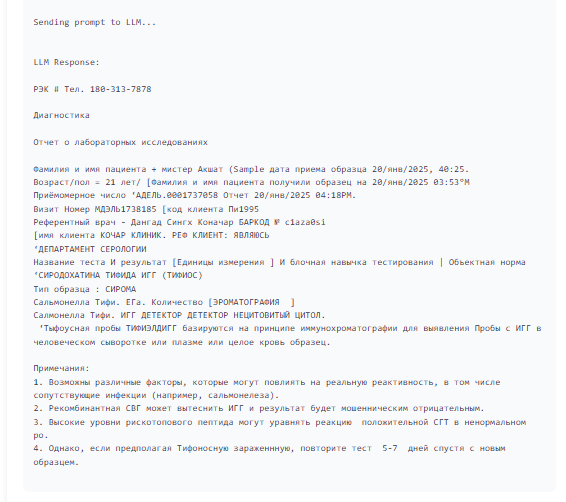 Sending prompt to LLM...
LLM Response:
РЭК # Тел. 180-313-7878
Диагностика
Отчет о лабораторных исследованиях
Фамилия и имя пациента + мистер Акшат (Sample дата приема образца 20/янв/2025, 40:25.
Возраст/пол = 21 лет/ [Фамилия и имя пациента получили образец на 20/янв/2025 03:53°M
Приёмомерное число ‘АДЕЛЬ.0001737058 Отчет 20/янв/2025 04:18PM.
Визит Номер МДЭЛЬ1738185 [код клиента Пи1995
Референтный врач - Дангад Сингх Коначар БАРКОД № c1aza0si
[имя клиента КОЧАР КЛИНИК. РЕФ КЛИЕНТ: ЯВЛЯЮСЬ
‘ДЕПАРТАМЕНТ СЕРОЛОГИИ
Название теста И результат [Единицы измерения ] И блочная навычка тестирования | Объектная норма
‘СИРОДОХАТИНА ТИФИДА ИГГ (ТИФИОС)
Тип образца : СИРОМА
Сальмонелла Тифи. ЕГа. Количество [ЭРОМАТОГРАФИЯ  ]
Салмонелла Тифи. ИГГ ДЕТЕКТОР ДЕТЕКТОР НЕЦИТОВИТЫЙ ЦИТОЛ.
‘Тыфоусная пробы ТИФИЭЛДИГГ базируются на принципе иммунохроматографии для выявления Пробы с ИГГ в
человеческом сыворотке или плазме или целое кровь образец.
Примечания:
1. Возможны различные факторы, которые могут повлиять на реальную реактивность, в том числе
сопутствующие инфекции (например, сальмонелеза).
2. Рекомбинантная СВГ может вытеснить ИГГ и результат будет мошенническим отрицательным.
3. Высокие уровни рискотопового пептида могут уравнять реакцию  положительной СГТ в ненормальном
ро.
4. Однако, если предполагая Тифоносную зараженнную, повторите тест  5-7  дней спустя с новым
образцем.